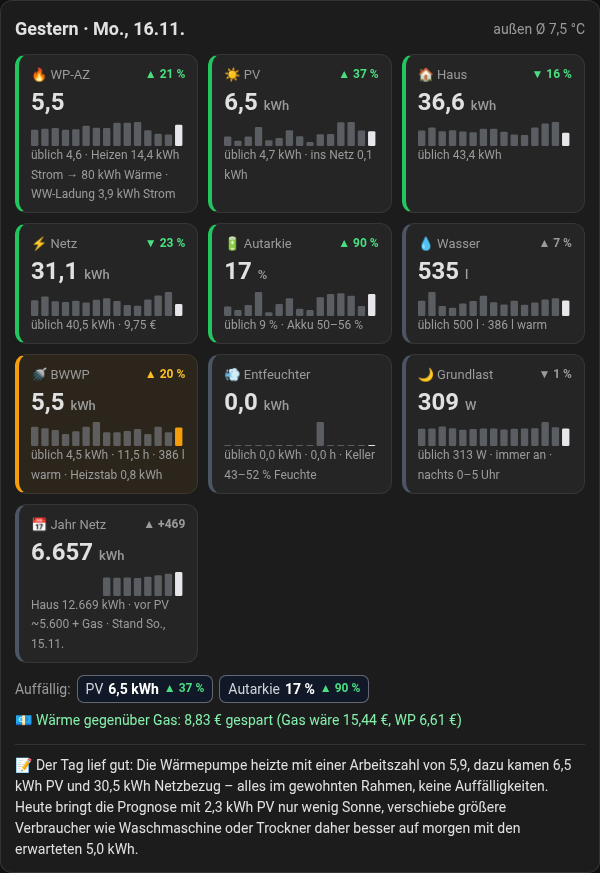 Gestern · Mo., 16.11.
außen Ø 7,5 °C
🔥 WP-AZ ▲ 21 %
5,5
üblich 4,6 · Heizen 14,4 kWh
Strom → 80 kWh Wärme ·
WW-Ladung 3,9 kWh Strom
☀️ PV ▲ 37 %
6,5 kWh
üblich 4,7 kWh · ins Netz 0,1
kWh
🏠 Haus ▼ 16 %
36,6 kWh
üblich 43,4 kWh
⚡ Netz ▼ 23 %
31,1 kWh
üblich 40,5 kWh · 9,75 €
🔋 Autarkie ▲ 90 %
17 %
üblich 9 % · Akku 50–56 %
💧 Wasser ▲ 7 %
535 l
üblich 500 l · 386 l warm
🚿 BWWP ▲ 20 %
5,5 kWh
üblich 4,5 kWh · 11,5 h · 386 l
warm · Heizstab 0,8 kWh
💨 Entfeuchter
0,0 kWh
üblich 0,0 kWh · 0,0 h · Keller
43–52 % Feuchte
🌙 Grundlast ▼ 1 %
309 W
üblich 313 W · immer an ·
nachts 0–5 Uhr
📅 Jahr Netz ▲ +469
6.657 kWh
Haus 12.669 kWh · vor PV
~5.600 + Gas · Stand So.,
15.11.
Auffällig: PV 6,5 kWh ▲ 37 % Autarkie 17 % ▲ 90 %
💶 Wärme gegenüber Gas: 8,83 € gespart (Gas wäre 15,44 €, WP 6,61 €)
📝 Der Tag lief gut: Die Wärmepumpe heizte mit einer Arbeitszahl von 5,9, dazu kamen 6,5
kWh PV und 30,5 kWh Netzbezug – alles im gewohnten Rahmen, keine Auffälligkeiten.
Heute bringt die Prognose mit 2,3 kWh PV nur wenig Sonne, verschiebe größere
Verbraucher wie Waschmaschine oder Trockner daher besser auf morgen mit den
erwarteten 5,0 kWh.